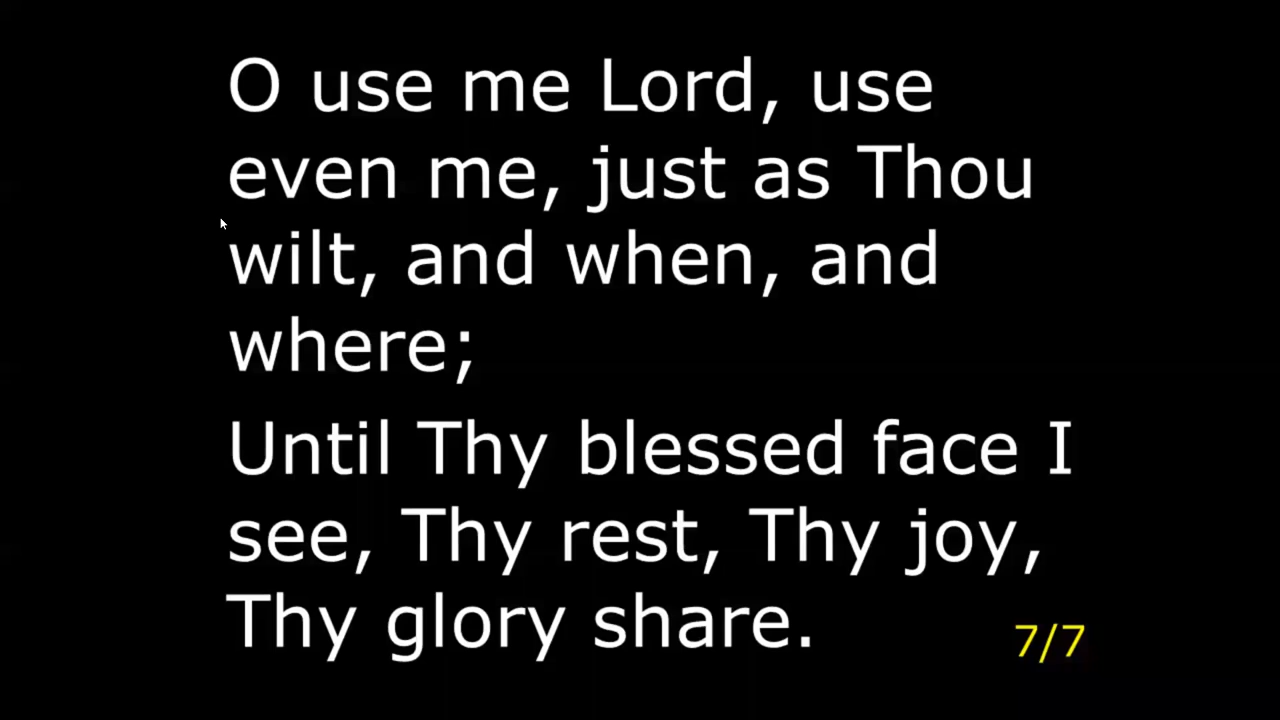 O use me Lord, use
even me, just as Thou
wilt, and when, and
where;
Until Thy blessed face I
see, Thy rest, Thy joy,
Thy glory share.
7/7